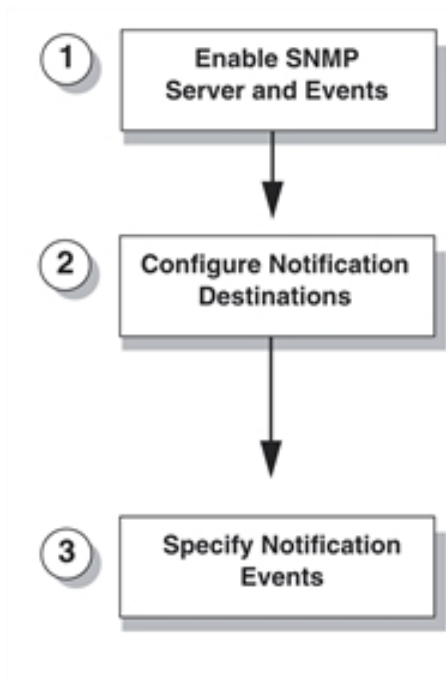 1
Enable SNMP
Server and Events
2
Configure Notification
Destinations
3
Specify Notification
Events